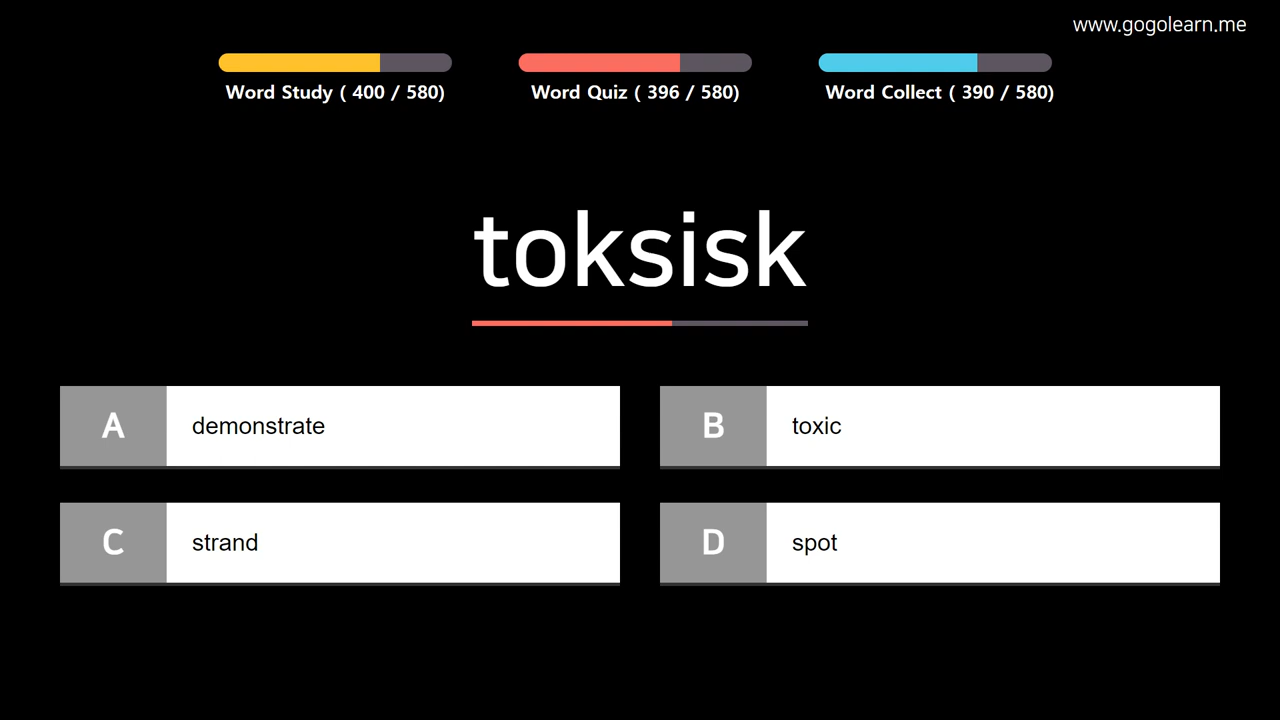 www.gogolearn.me
Word Study ( 400 / 580)
Word Quiz ( 396 / 580)
Word Collect ( 390 / 580)
toksisk
A demonstrate
B toxic
C strand
D spot